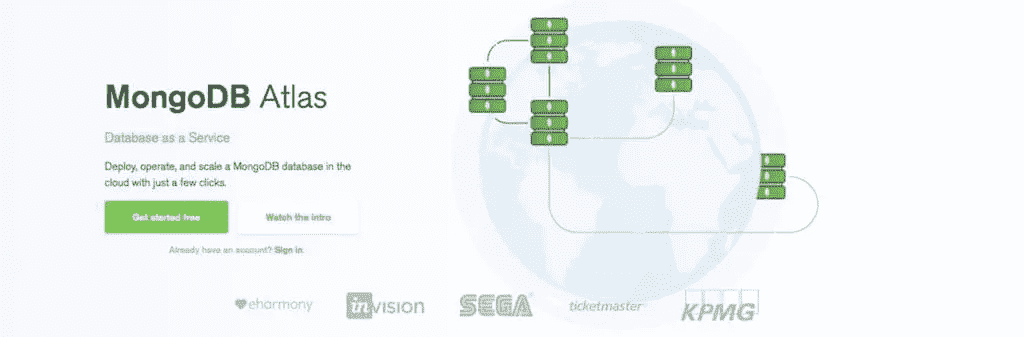 MongoDB Atlas
Database as a Service
Deploy, operate, and scale a MongoDB database in the
cloud with just a few clicks.
Get started free
Watch the intro
Already have an account? Sign in.
eharmony
invision
SEGA
ticketmaster
KPMG